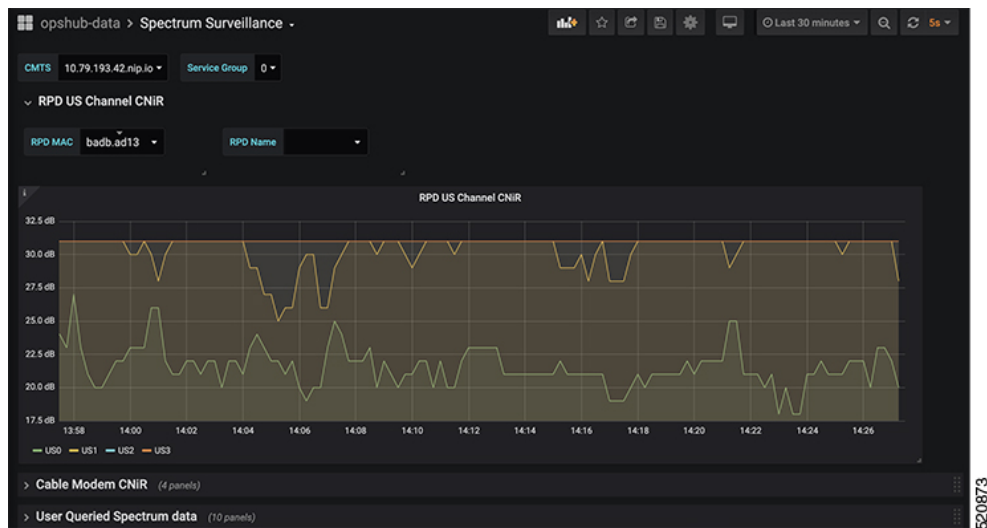 opshub-data > Spectrum Surveillance
Last 30 minutes
5s
CMTS 10.79.193.42.nip.io Service Group 0
RPD US Channel CNiR
RPD MAC badb.ad13 RPD Name
i
RPD US Channel CNiR
32.5 dB
30.0 dB
27.5 dB
25.0 dB
22.5 dB
20.0 dB
17.5 dB
13:58 14:00 14:02 14:04 14:06 14:08 14:10 14:12 14:14 14:16 14:18 14:20 14:22 14:24 14:26
US0 US1 US2 US3
> Cable Modem CNiR (4 panels)
> User Queried Spectrum data (10 panels)
520873